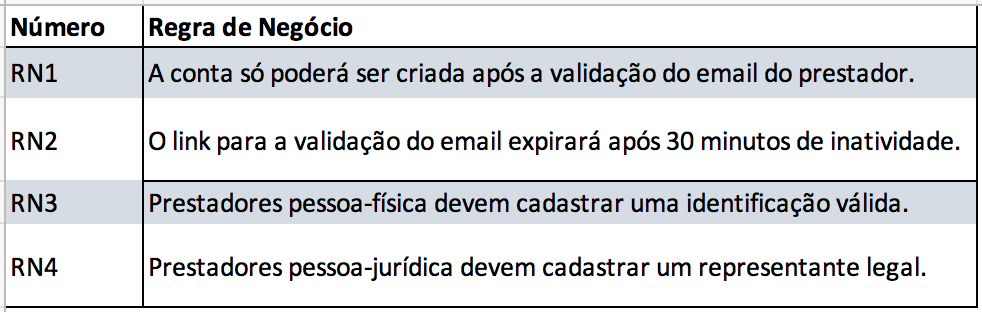 Número Regra de Negócio
RN1 A conta só poderá ser criada após a validação do email do prestador.
RN2 O link para a validação do email expirará após 30 minutos de inatividade.
RN3 Prestadores pessoa-física devem cadastrar uma identificação válida.
RN4 Prestadores pessoa-jurídica devem cadastrar um representante legal.